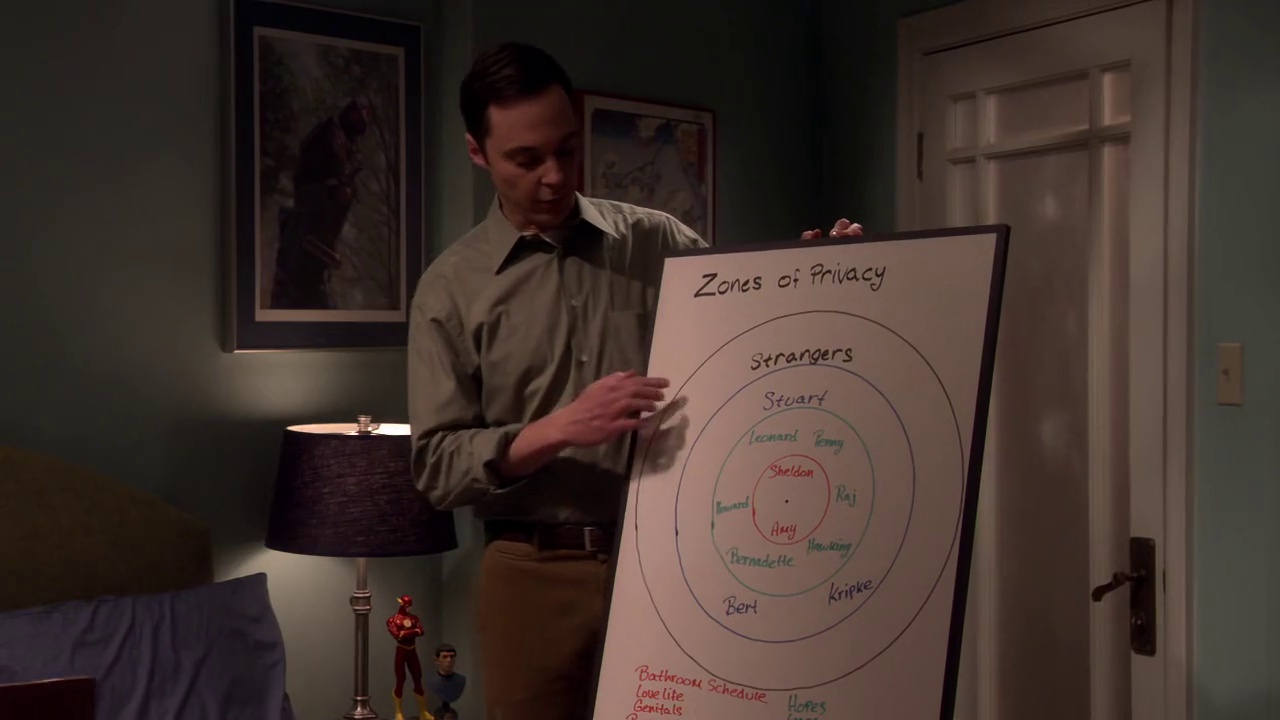 Zones of Privacy
Strangers
Stuart
Leonard Penny
Sheldon
Howard Raj
Amy
Bernadette Hawking
Bert Kripke
Bathroom Schedule
Love life Hopes
Genitals